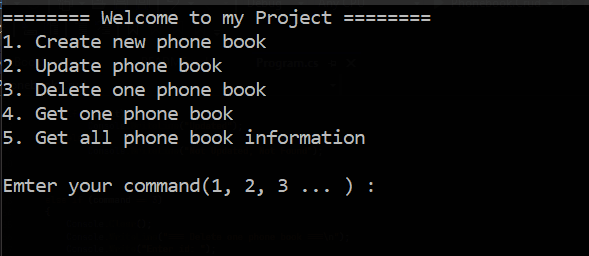 ======== Welcome to my Project ========
1. Create new phone book
2. Update phone book
3. Delete one phone book
4. Get one phone book
5. Get all phone book information
Emter your command(1, 2, 3 ... ) :